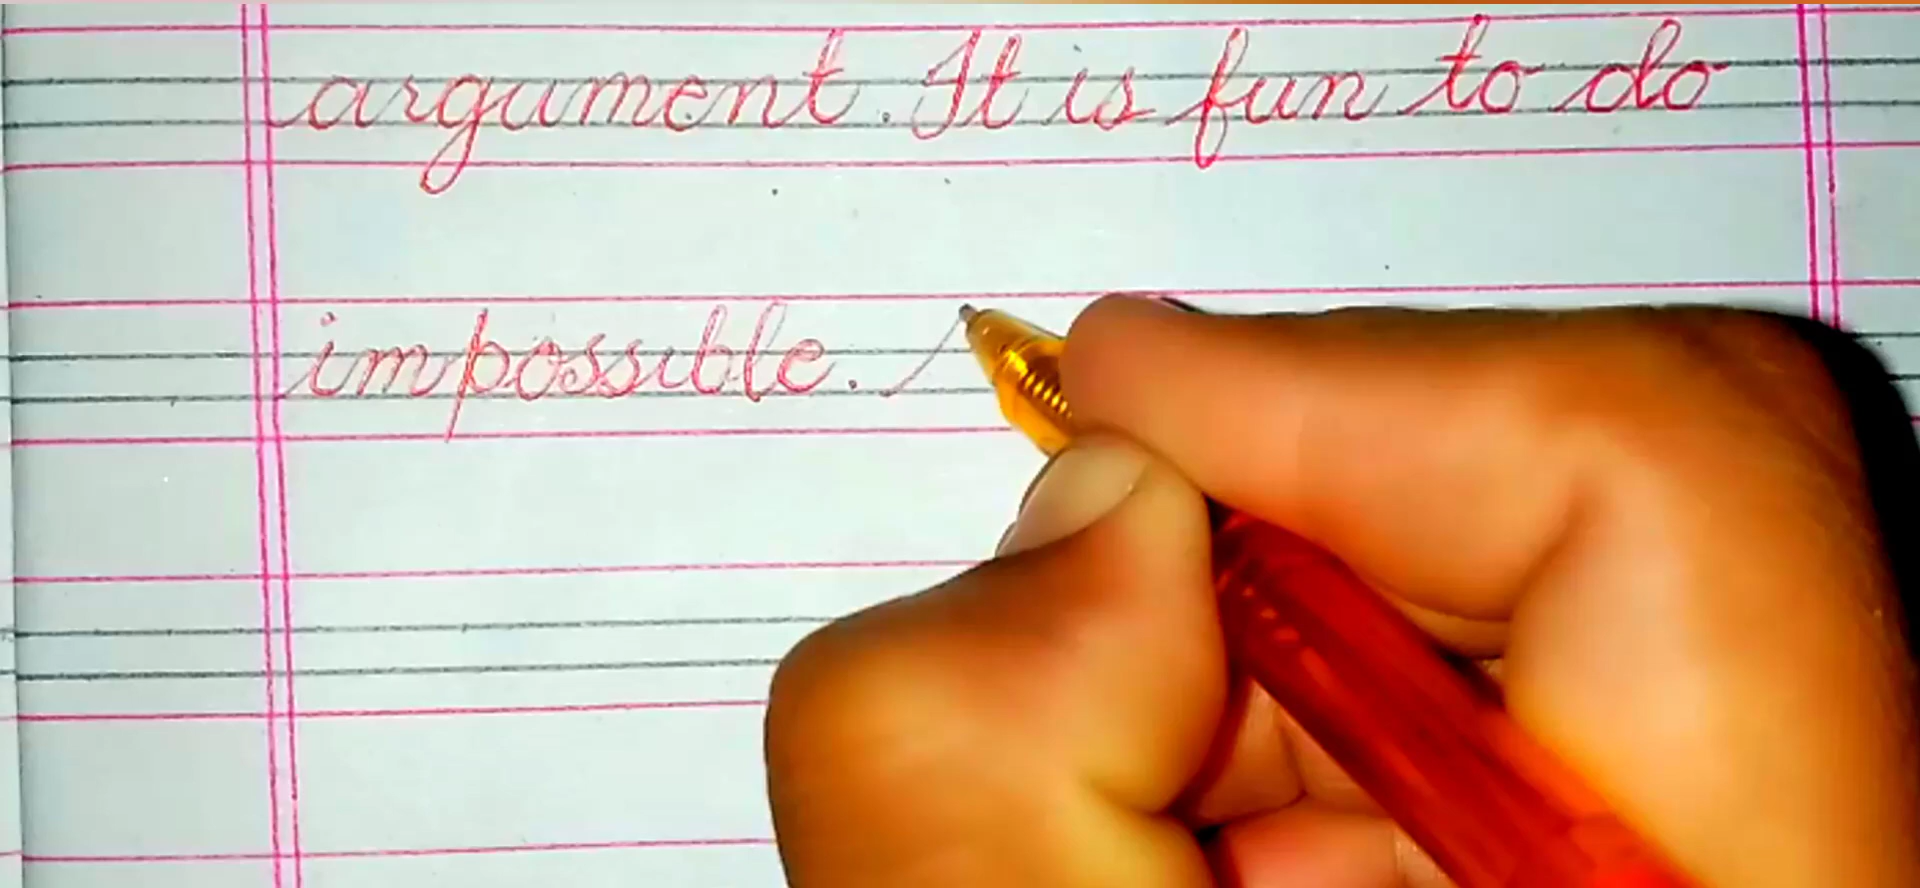 argument. It is fun to do
impossible.